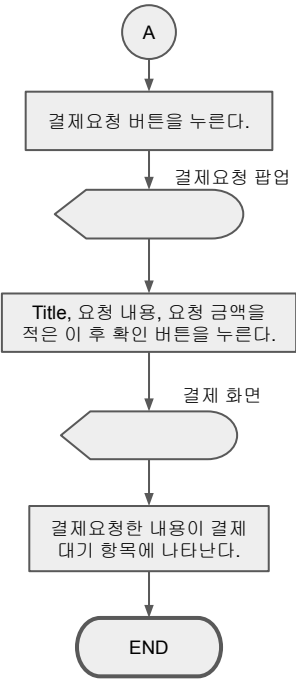 A
결제요청 버튼을 누른다.
결제요청 팝업
Title, 요청 내용, 요청 금액을
적은 이 후 확인 버튼을 누른다.
결제 화면
결제요청한 내용이 결제
대기 항목에 나타난다.
END